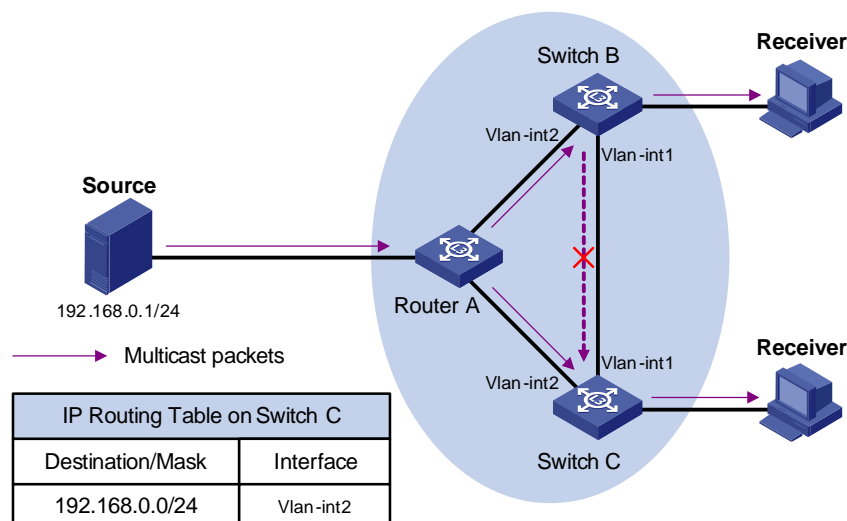 Switch B
Receiver
Vlan-int2
Vlan-int1
Source
192.168.0.1/24
Router A
Multicast packets
Vlan-int1
Vlan-int2
Receiver
Switch C
IP Routing Table on Switch C
Destination/Mask Interface
192.168.0.0/24 Vlan-int2